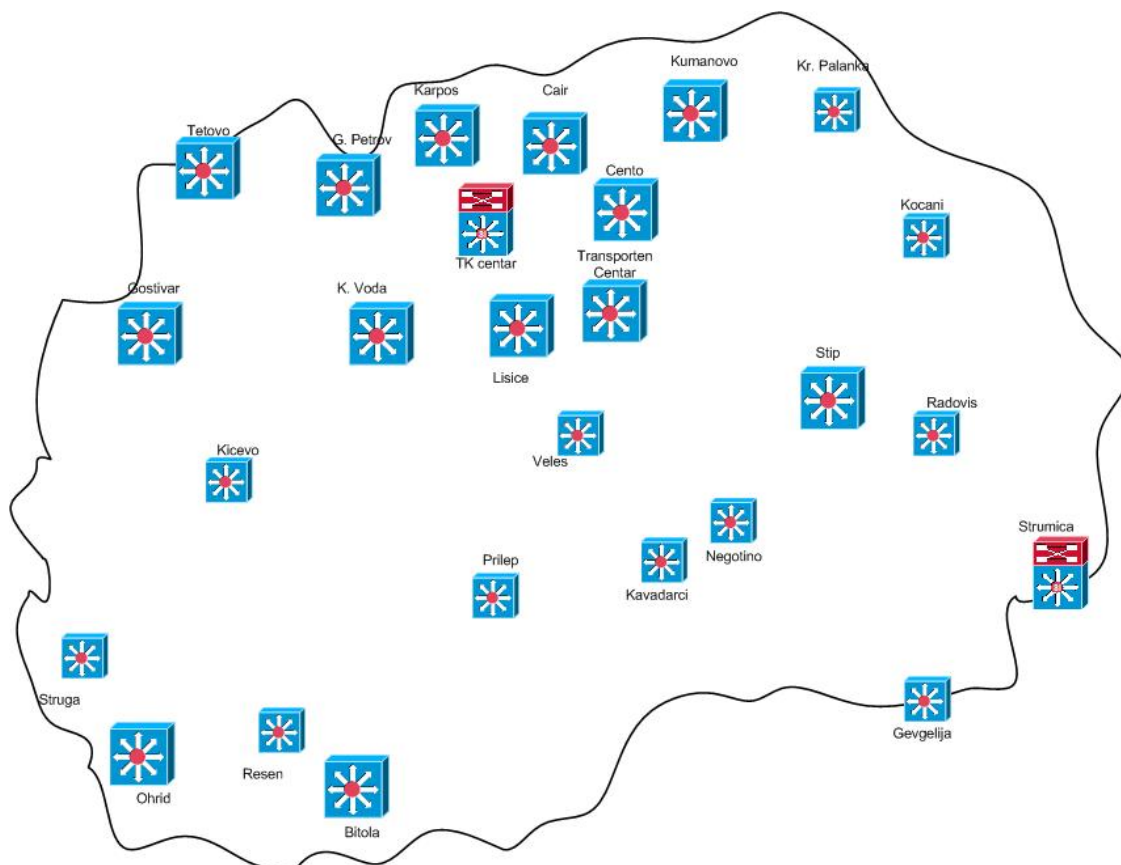 Kumanovo
Kr. Palanka
Karpos
Cair
Tetovo
G. Petrov
Cento
Kocani
TK centar
Transporten
Centar
Gostivar
K. Voda
Stip
Lisice
Radovis
Kicevo
Veles
Strumica
Negotino
Prilep
Kavadarci
Struga
Gevgelija
Resen
Ohrid
Bitola